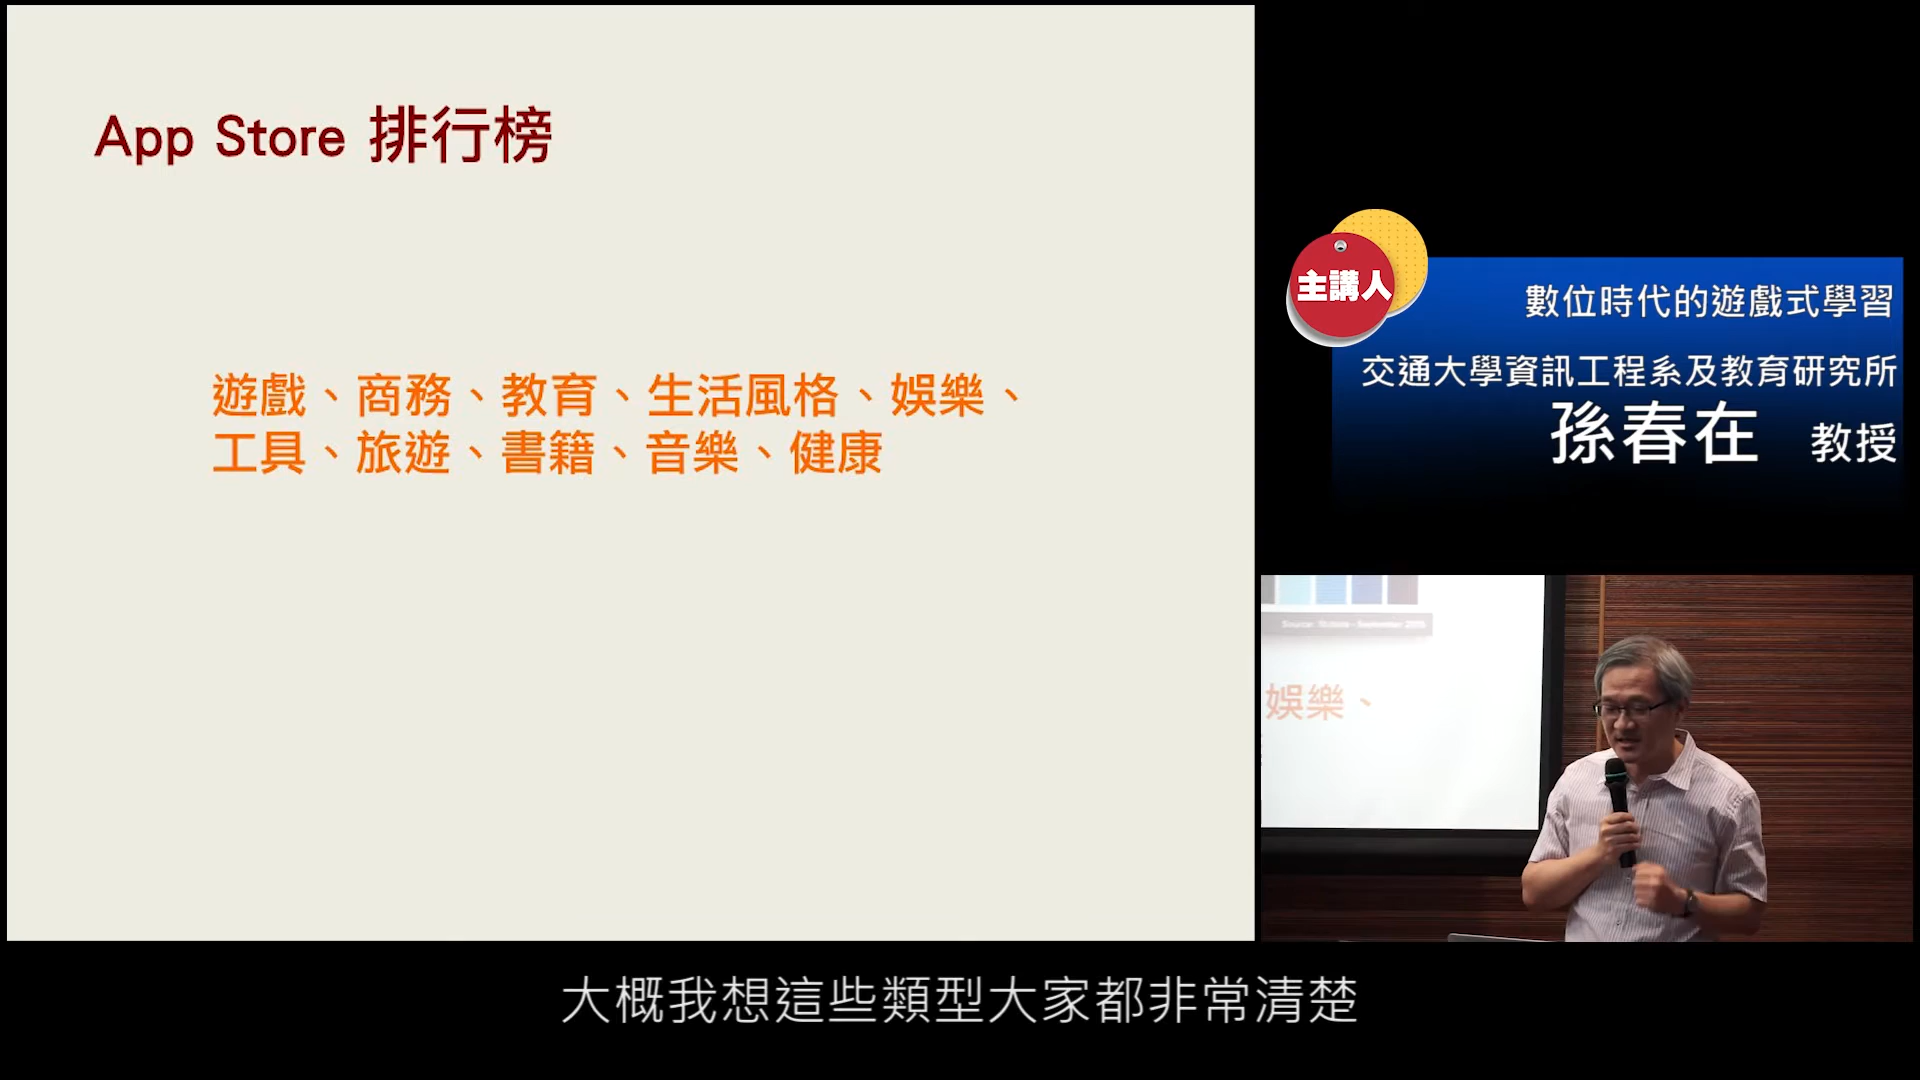 App Store 排行榜
遊戲、商務、教育、生活風格、娛樂、
工具、旅遊、書籍、音樂、健康
主講人
數位時代的遊戲式學習
交通大學資訊工程系及教育研究所
孫春在 教授
娛樂、
大概我想這些類型大家都非常清楚